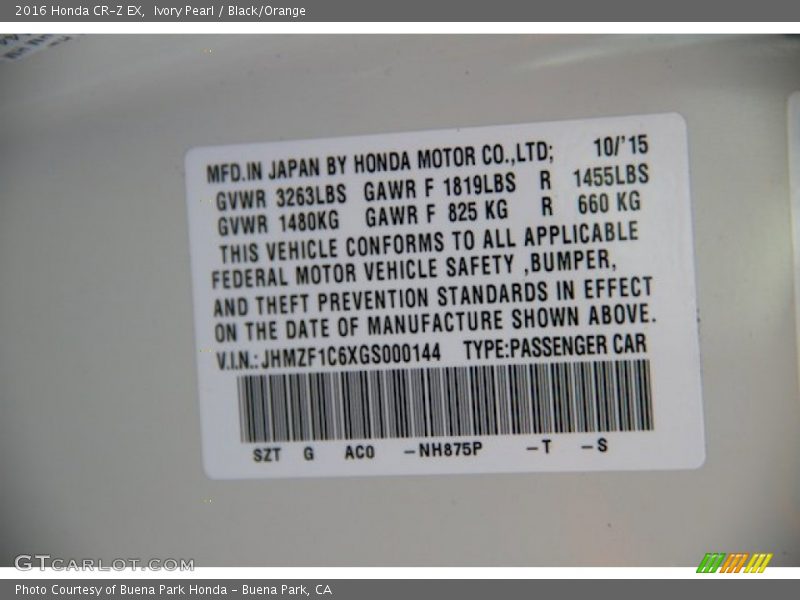 2016 Honda CR-Z EX,  Ivory Pearl / Black/Orange
MFD.IN JAPAN BY HONDA MOTOR CO.,LTD; 10/'15
GVWR 3263LBS GAWR F 1819LBS R 1455LBS
GVWR 1480KG GAWR F 825 KG R 660 KG
THIS VEHICLE CONFORMS TO ALL APPLICABLE
FEDERAL MOTOR VEHICLE SAFETY ,BUMPER,
AND THEFT PREVENTION STANDARDS IN EFFECT
ON THE DATE OF MANUFACTURE SHOWN ABOVE.
V.I.N.:JHMZF1C6XGS000144 TYPE:PASSENGER CAR
SZT G AC0 -NH875P -T -S
GTCARLOT.COM
Photo Courtesy of Buena Park Honda - Buena Park, CA